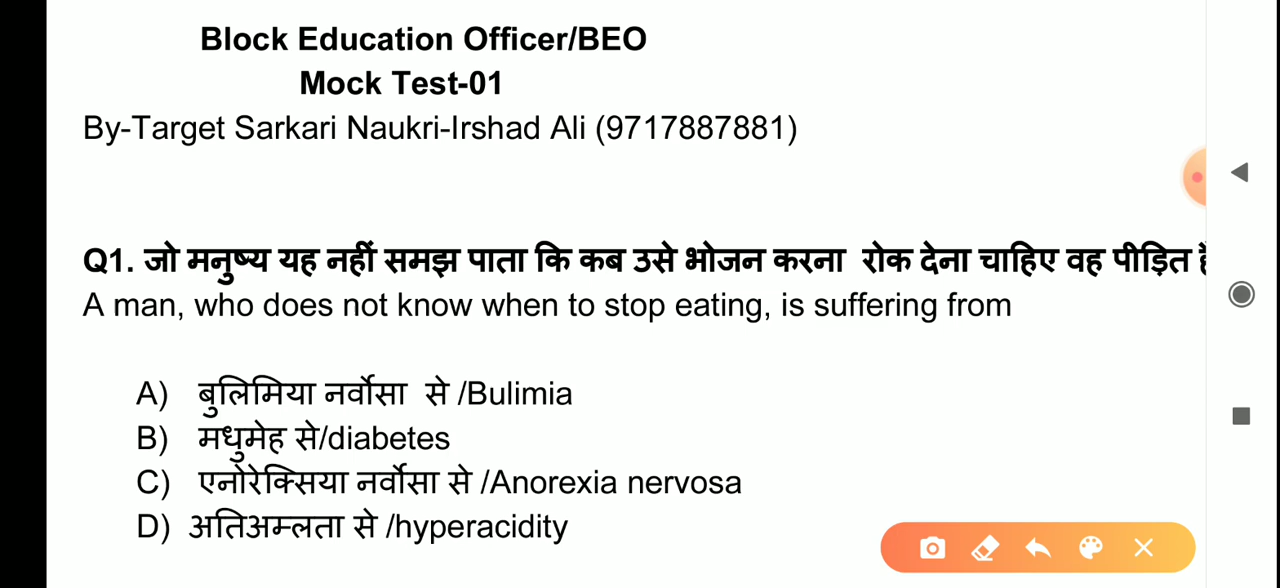 Block Education Officer/BEO
Mock Test-01
By-Target Sarkari Naukri-Irshad Ali (9717887881)
Q1. जो मनुष्य यह नहीं समझ पाता कि कब उसे भोजन करना रोक देना चाहिए वह पीड़ित है
A man, who does not know when to stop eating, is suffering from
A) बुलिमिया नर्वोसा से /Bulimia
B) मधुमेह से/diabetes
C) एनोरेक्सिया नर्वोसा से /Anorexia nervosa
D) अतिअम्लता से /hyperacidity